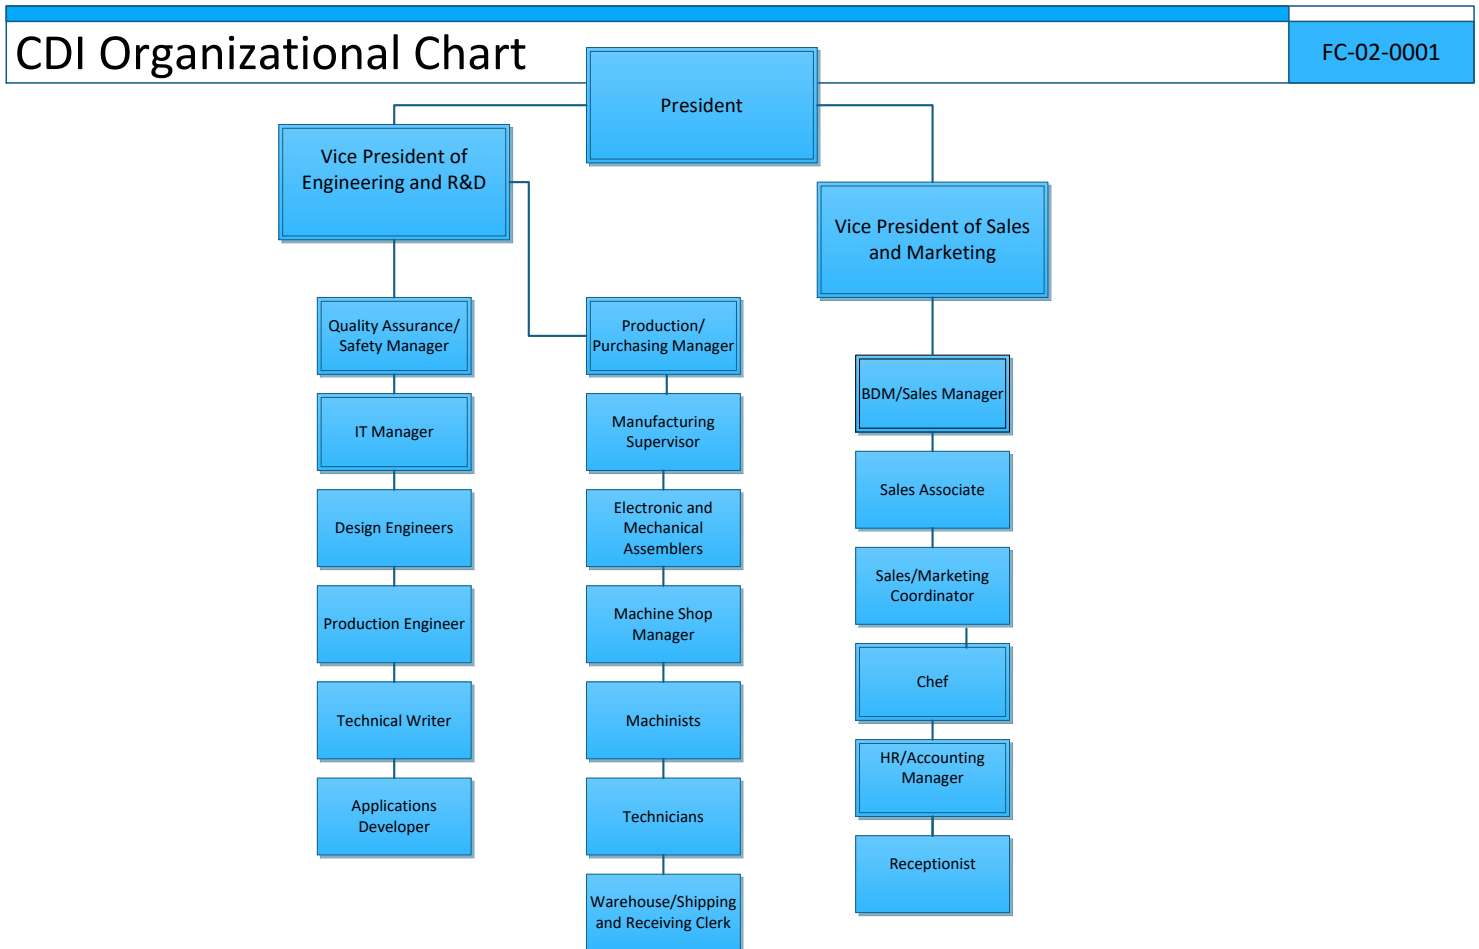 CDI Organizational Chart
FC-02-0001
President
Vice President of
Engineering and R&D
Vice President of Sales
and Marketing
Quality Assurance/
Safety Manager
IT Manager
Design Engineers
Production Engineer
Technical Writer
Applications
Developer
Production/
Purchasing Manager
Manufacturing
Supervisor
Electronic and
Mechanical
Assemblers
Machine Shop
Manager
Machinists
Technicians
Warehouse/Shipping
and Receiving Clerk
BDM/Sales Manager
Sales Associate
Sales/Marketing
Coordinator
Chef
HR/Accounting
Manager
Receptionist